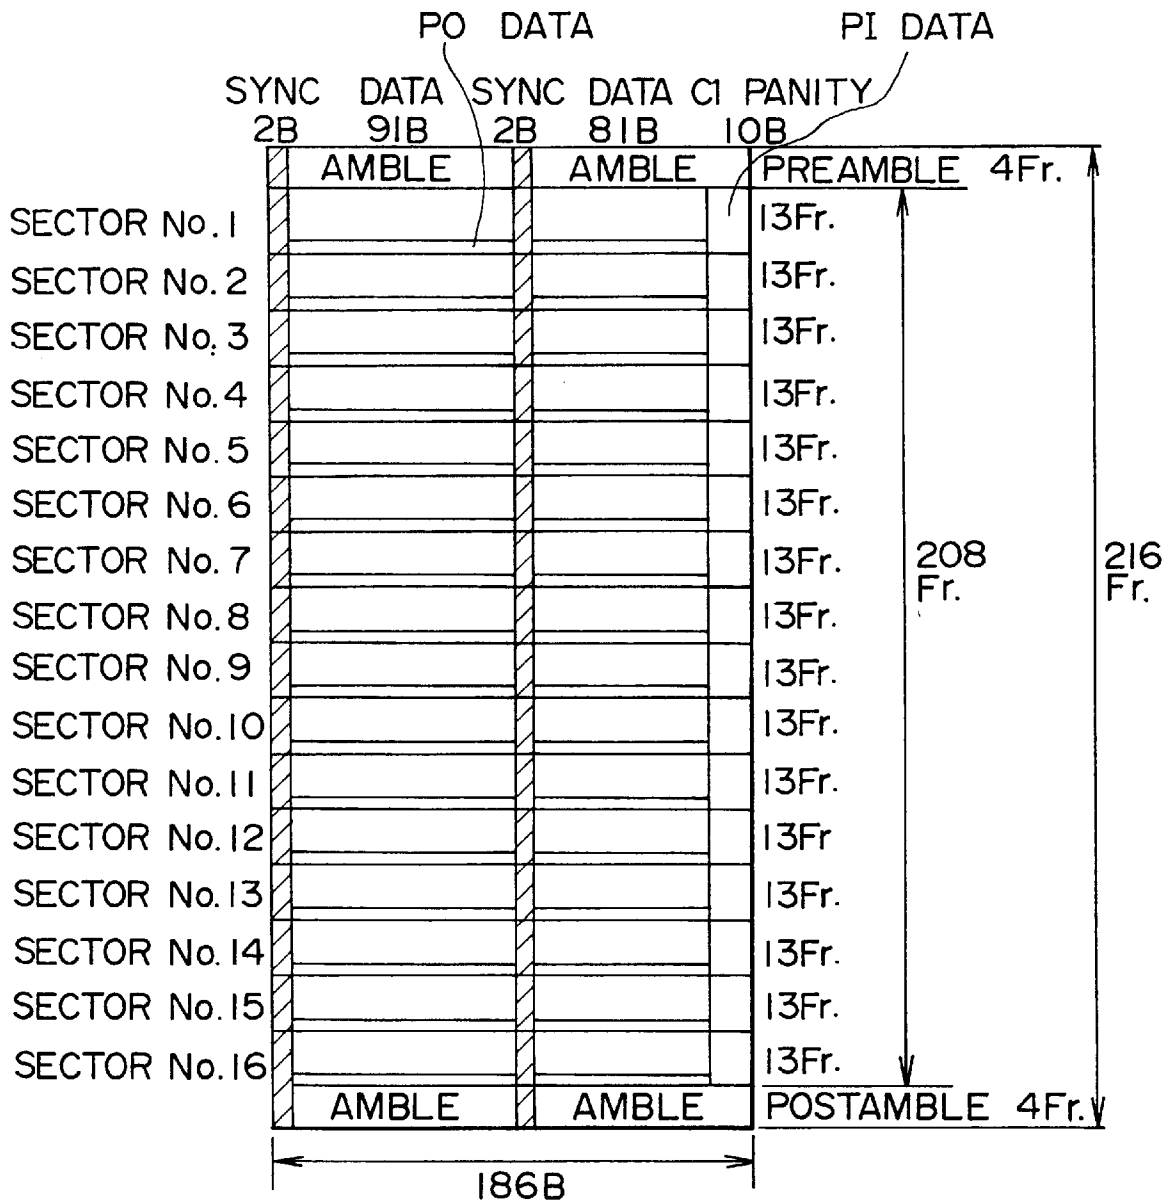 PO DATA PI DATA
SYNC DATA SYNC DATA C1 PANITY
2B 91B 2B 81B 10B
AMBLE AMBLE PREAMBLE 4Fr.
SECTOR No.1 13Fr.
SECTOR No.2 13Fr.
SECTOR No.3 13Fr.
SECTOR No.4 13Fr.
SECTOR No.5 13Fr.
SECTOR No.6 13Fr.
SECTOR No.7 13Fr.
208 Fr.
216 Fr.
SECTOR No.8 13Fr.
SECTOR No.9 13Fr.
SECTOR No.10 13Fr.
SECTOR No.11 13Fr.
SECTOR No.12 13Fr
SECTOR No.13 13Fr.
SECTOR No.14 13Fr.
SECTOR No.15 13Fr.
SECTOR No.16 13Fr.
AMBLE AMBLE POSTAMBLE 4Fr.
186B